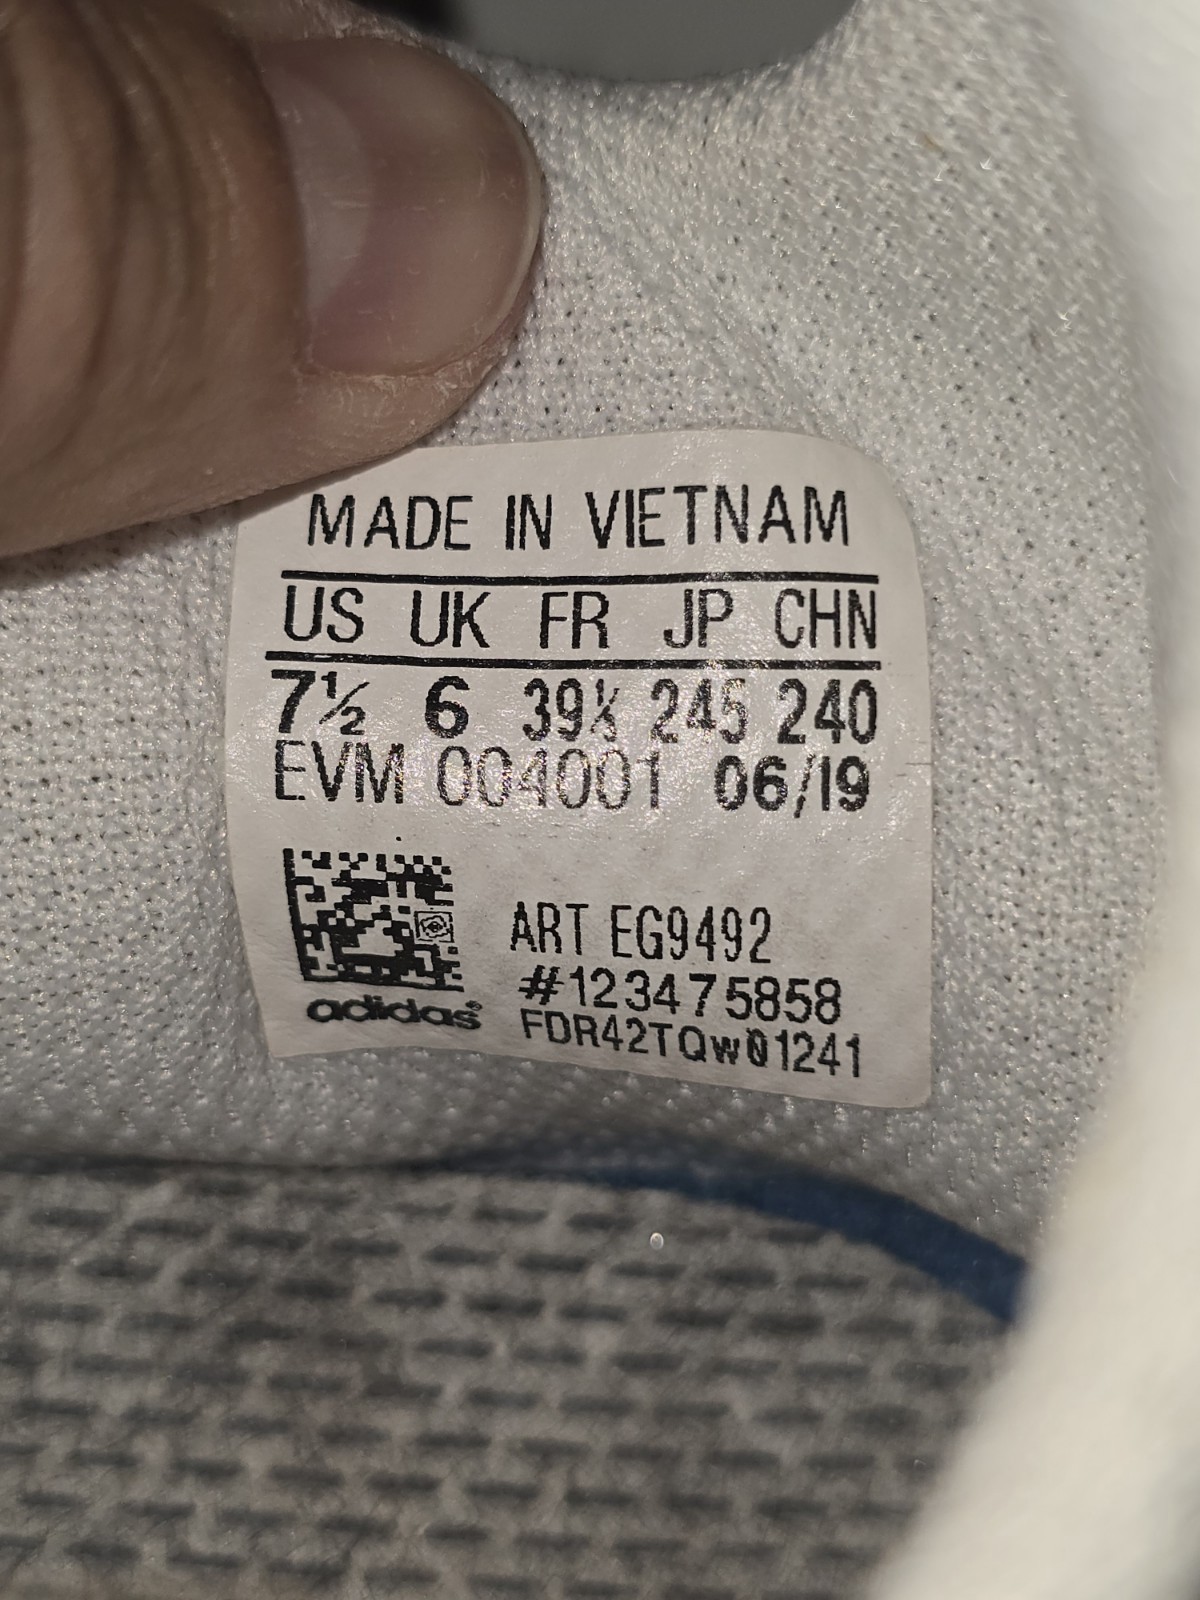 MADE IN VIETNAM
US UK FR JP CHN
7½ 6 39⅓ 245 240
EVM 004001 06/19
ART EG9492
#123475858
adidas®
FDR42TQW01241